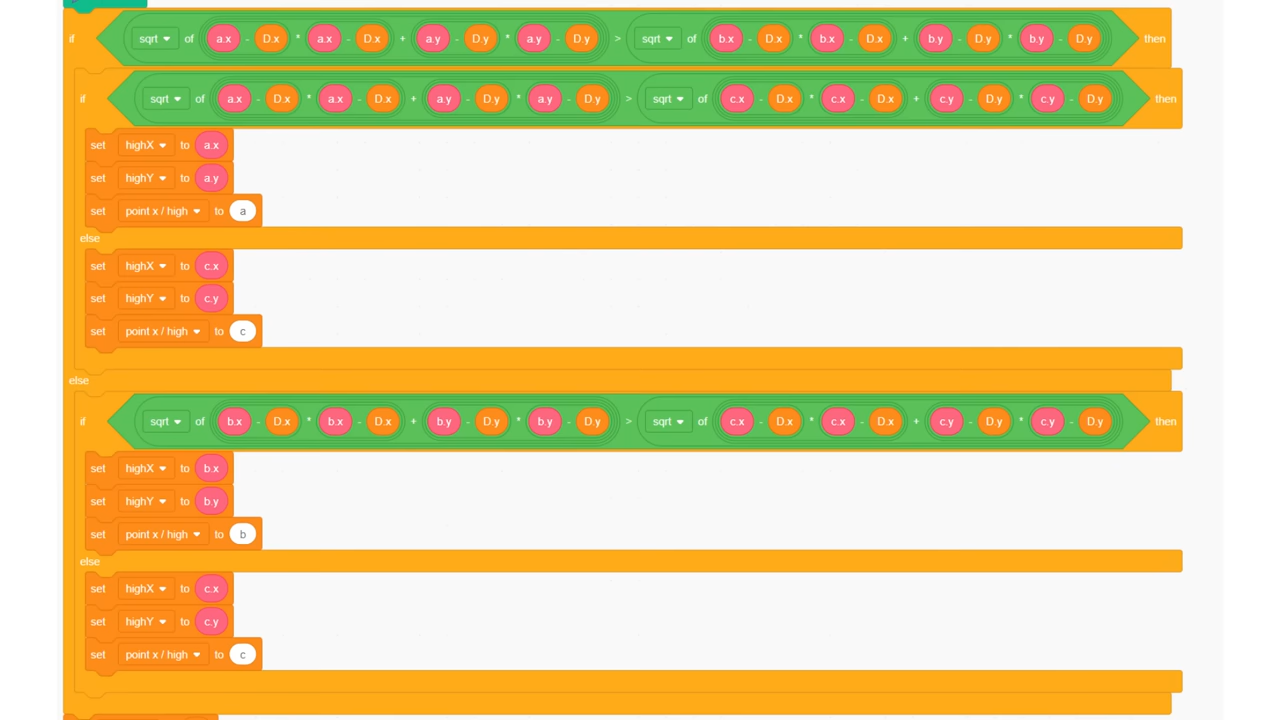 if sqrt of a.x - D.x * a.x - D.x + a.y - D.y * a.y - D.y > sqrt of b.x - D.x * b.x - D.x + b.y - D.y * b.y - D.y then
if sqrt of a.x - D.x * a.x - D.x + a.y - D.y * a.y - D.y > sqrt of c.x - D.x * c.x - D.x + c.y - D.y * c.y - D.y then
set highX to a.x
set highY to a.y
set point x / high to a
else
set highX to c.x
set highY to c.y
set point x / high to c
else
if sqrt of b.x - D.x * b.x - D.x + b.y - D.y * b.y - D.y > sqrt of c.x - D.x * c.x - D.x + c.y - D.y * c.y - D.y then
set highX to b.x
set highY to b.y
set point x / high to b
else
set highX to c.x
set highY to c.y
set point x / high to c